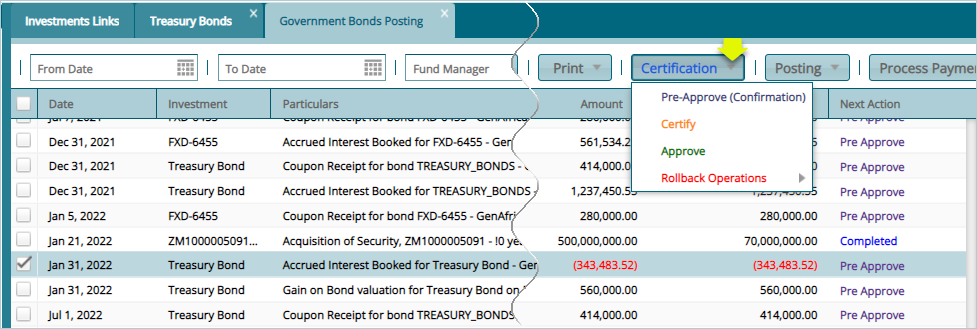 Investments Links Treasury Bonds Government Bonds Posting
From Date To Date Fund Manager Print Certification Posting Process Payme
Date Investment Particulars Amount Next Action
Pre-Approve (Confirmation)
Certify
Approve
Rollback Operations
FXD-6455 Coupon Receipt for bond FXD-6455 - GenAfric Pre Approve
Dec 31, 2021 FXD-6455 Accrued Interest Booked for FXD-6455 - Gen 561,534.2 Pre Approve
Dec 31, 2021 Treasury Bond Coupon Receipt for bond TREASURY_BONDS - G 414,000. Pre Approve
Dec 31, 2021 Treasury Bond Accrued Interest Booked for TREASURY_BONDS 1,237,450.55 1,237,450.55 Pre Approve
Jan 5, 2022 FXD-6455 Coupon Receipt for bond FXD-6455 - GenAfri 280,000.00 280,000.00 Pre Approve
Jan 21, 2022 ZM1000005091... Acquisition of Security, ZM1000005091 - !0 ye 500,000,000.00 70,000,000.00 Completed
Jan 31, 2022 Treasury Bond Accrued Interest Booked for Treasury Bond - Gen (343,483.52) (343,483.52) Pre Approve
Jan 31, 2022 Treasury Bond Gain on Bond valuation for Treasury Bond on 560,000.00 560,000.00 Pre Approve
Jul 1, 2022 Treasury Bond Coupon Receipt for bond TREASURY_BONDS 414,000.00 414,000.00 Pre Approve